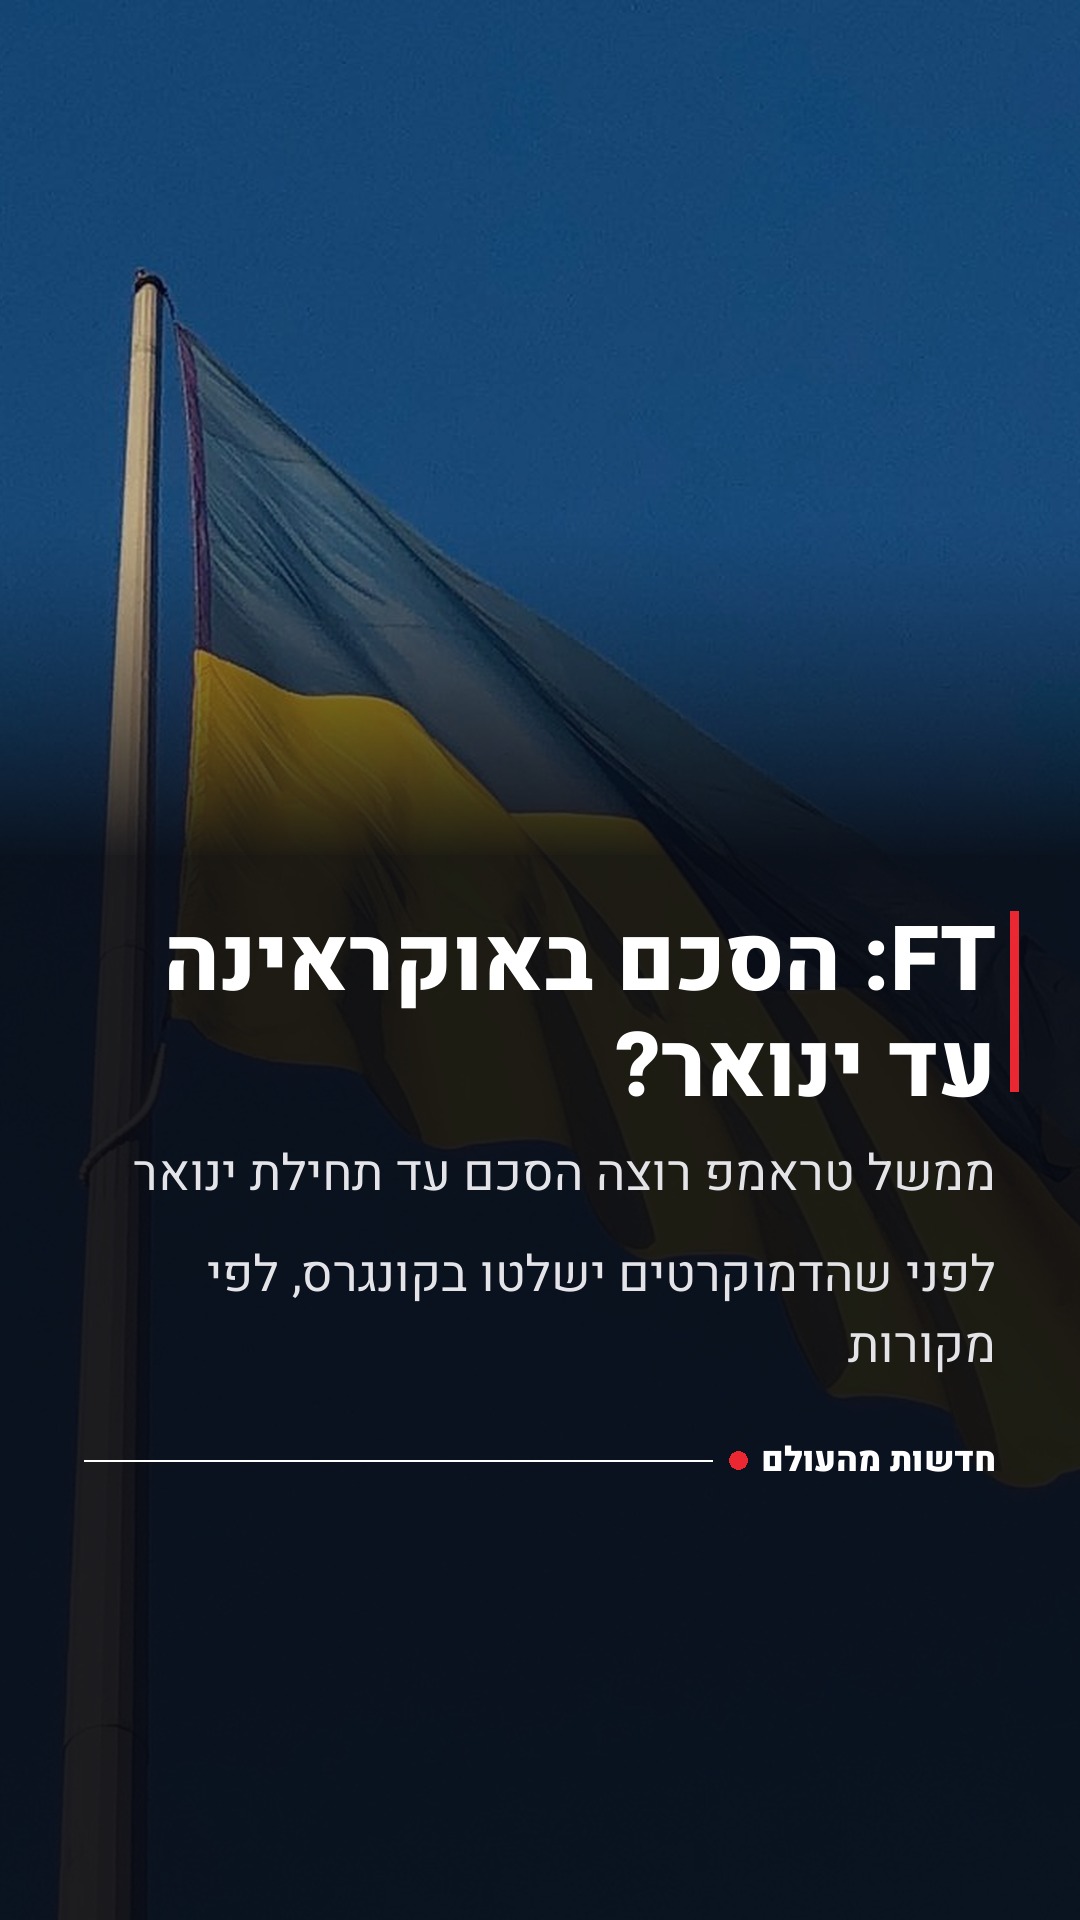 FT: הסכם באוקראינה
עד ינואר?
ממשל טראמפ רוצה הסכם עד תחילת ינואר
לפני שהדמוקרטים ישלטו בקונגרס, לפי
מקורות
חדשות מהעולם